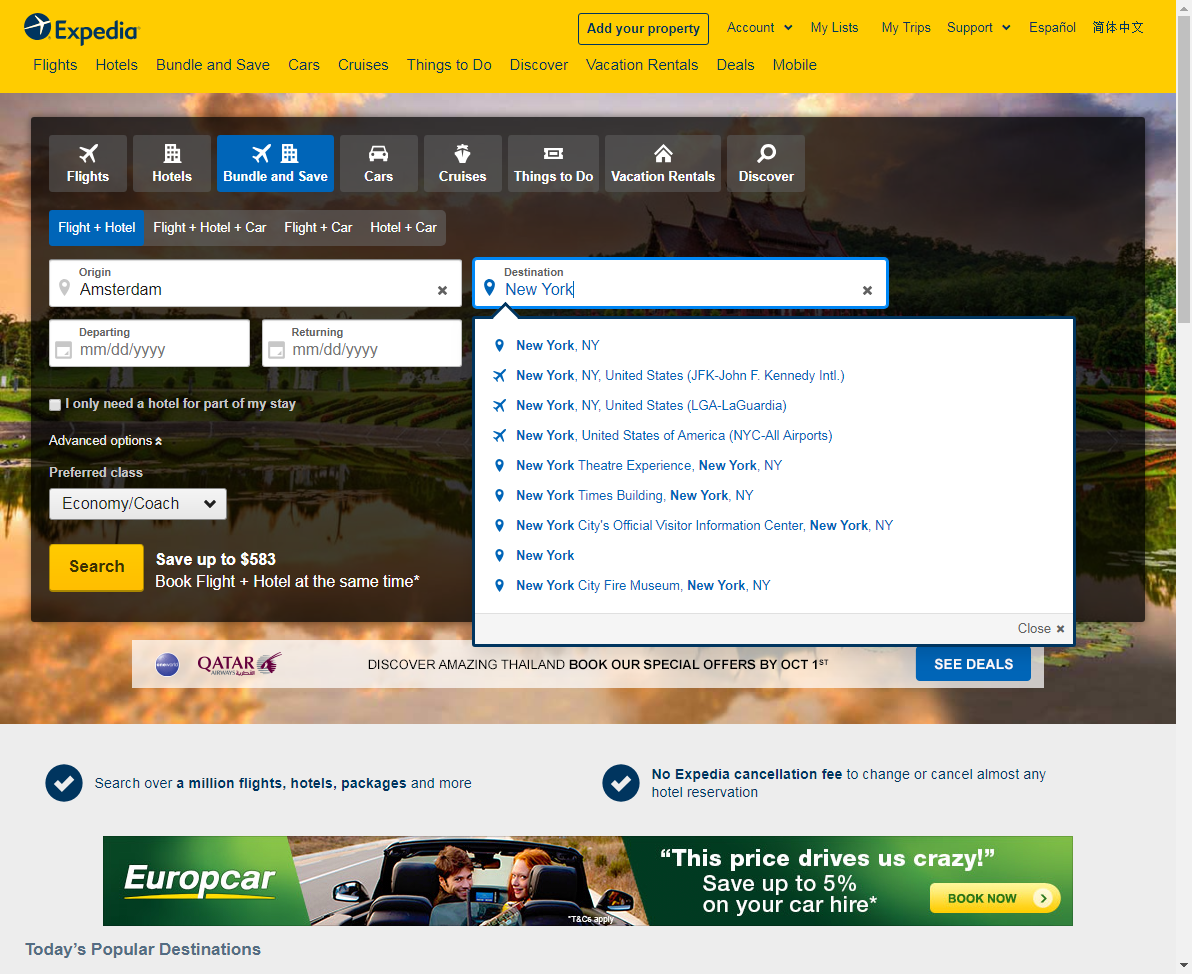 Expedia
Add your property
Account
My Lists
My Trips
Support
Español
简体中文
Flights
Hotels
Bundle and Save
Cars
Cruises
Things to Do
Discover
Vacation Rentals
Deals
Mobile
Flights
Hotels
Bundle and Save
Cars
Cruises
Things to Do
Vacation Rentals
Discover
Flight + Hotel
Flight + Hotel + Car
Flight + Car
Hotel + Car
Origin
Amsterdam
Destination
New York
Departing
mm/dd/yyyy
Returning
mm/dd/yyyy
I only need a hotel for part of my stay
Advanced options
Preferred class
Economy/Coach
Search
Save up to $583
Book Flight + Hotel at the same time*
New York, NY
New York, NY, United States (JFK-John F. Kennedy Intl.)
New York, NY, United States (LGA-LaGuardia)
New York, United States of America (NYC-All Airports)
New York Theatre Experience, New York, NY
New York Times Building, New York, NY
New York City's Official Visitor Information Center, New York, NY
New York
New York City Fire Museum, New York, NY
Close
oneworld
QATAR
AIRWAYS القطرية
DISCOVER AMAZING THAILAND BOOK OUR SPECIAL OFFERS BY OCT 1ST
SEE DEALS
Search over a million flights, hotels, packages and more
No Expedia cancellation fee to change or cancel almost any
hotel reservation
Europcar
*T&Cs apply
“This price drives us crazy!”
Save up to 5%
on your car hire*
BOOK NOW
Today’s Popular Destinations